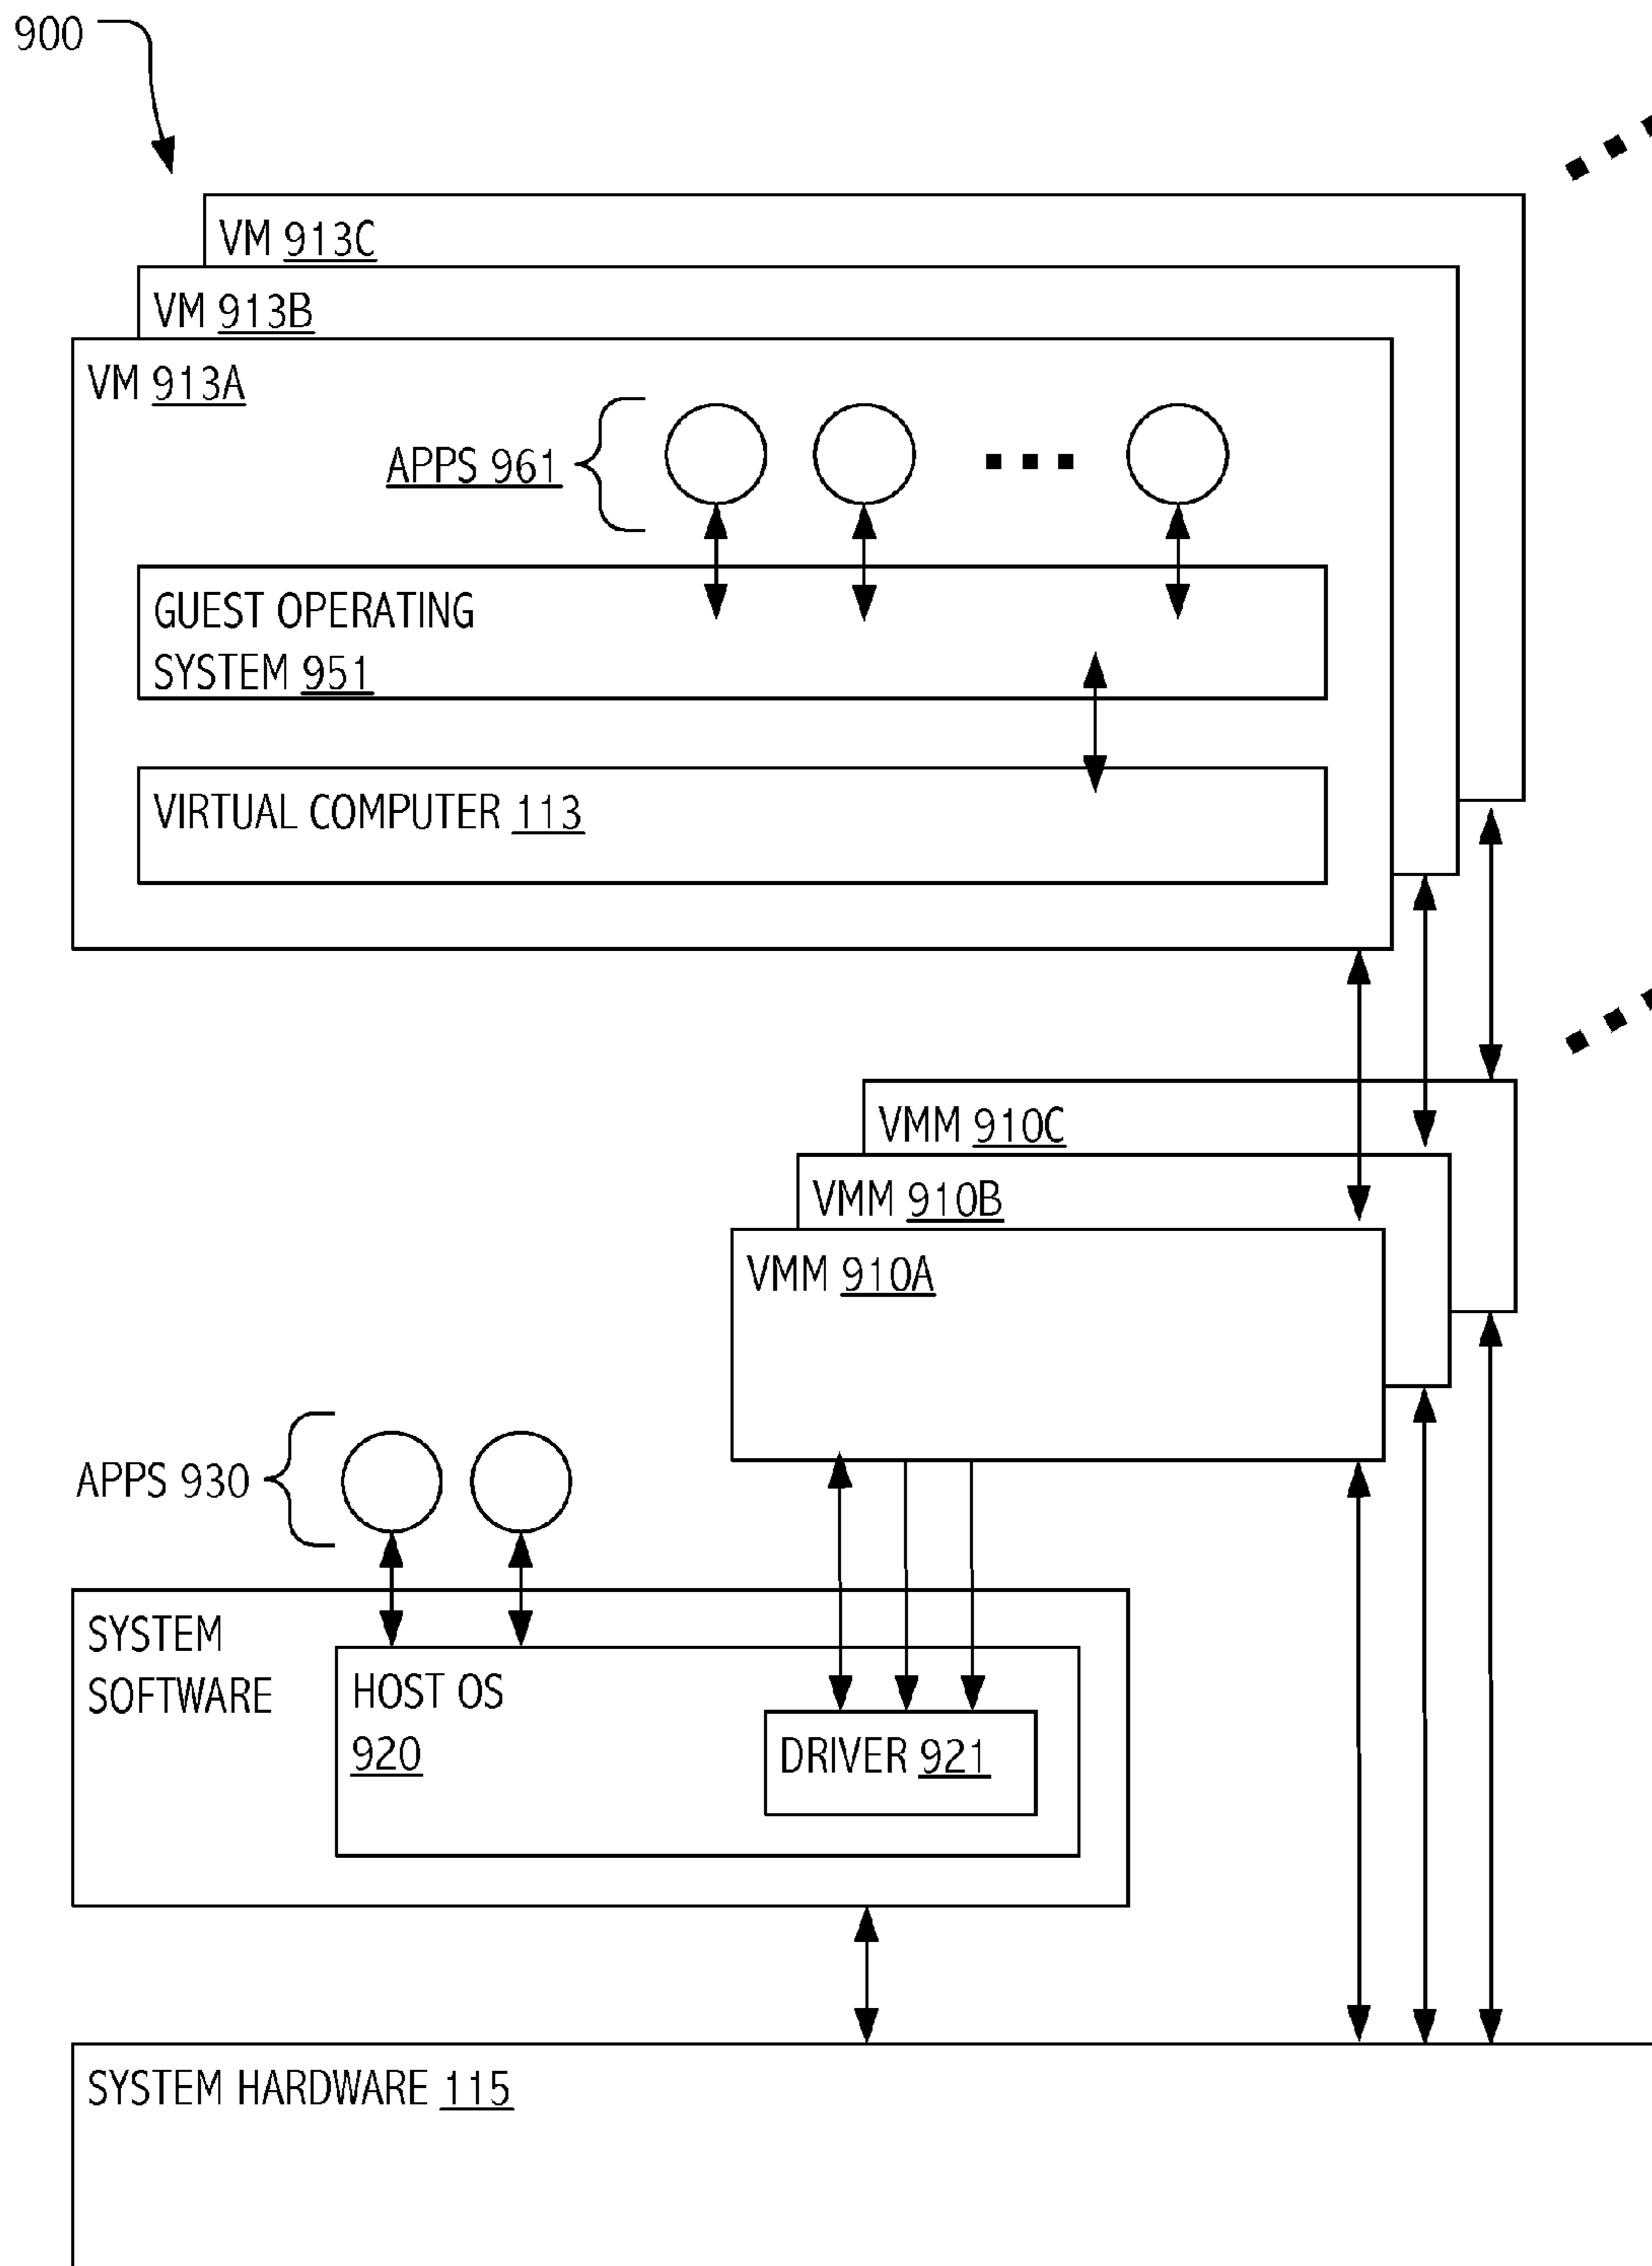 900
VM 913C
VM 913B
VM 913A
APPS 961
GUEST OPERATING
SYSTEM 951
VIRTUAL COMPUTER 113
VMM 910C
VMM 910B
VMM 910A
APPS 930
SYSTEM
SOFTWARE
HOST OS
920
DRIVER 921
SYSTEM HARDWARE 115